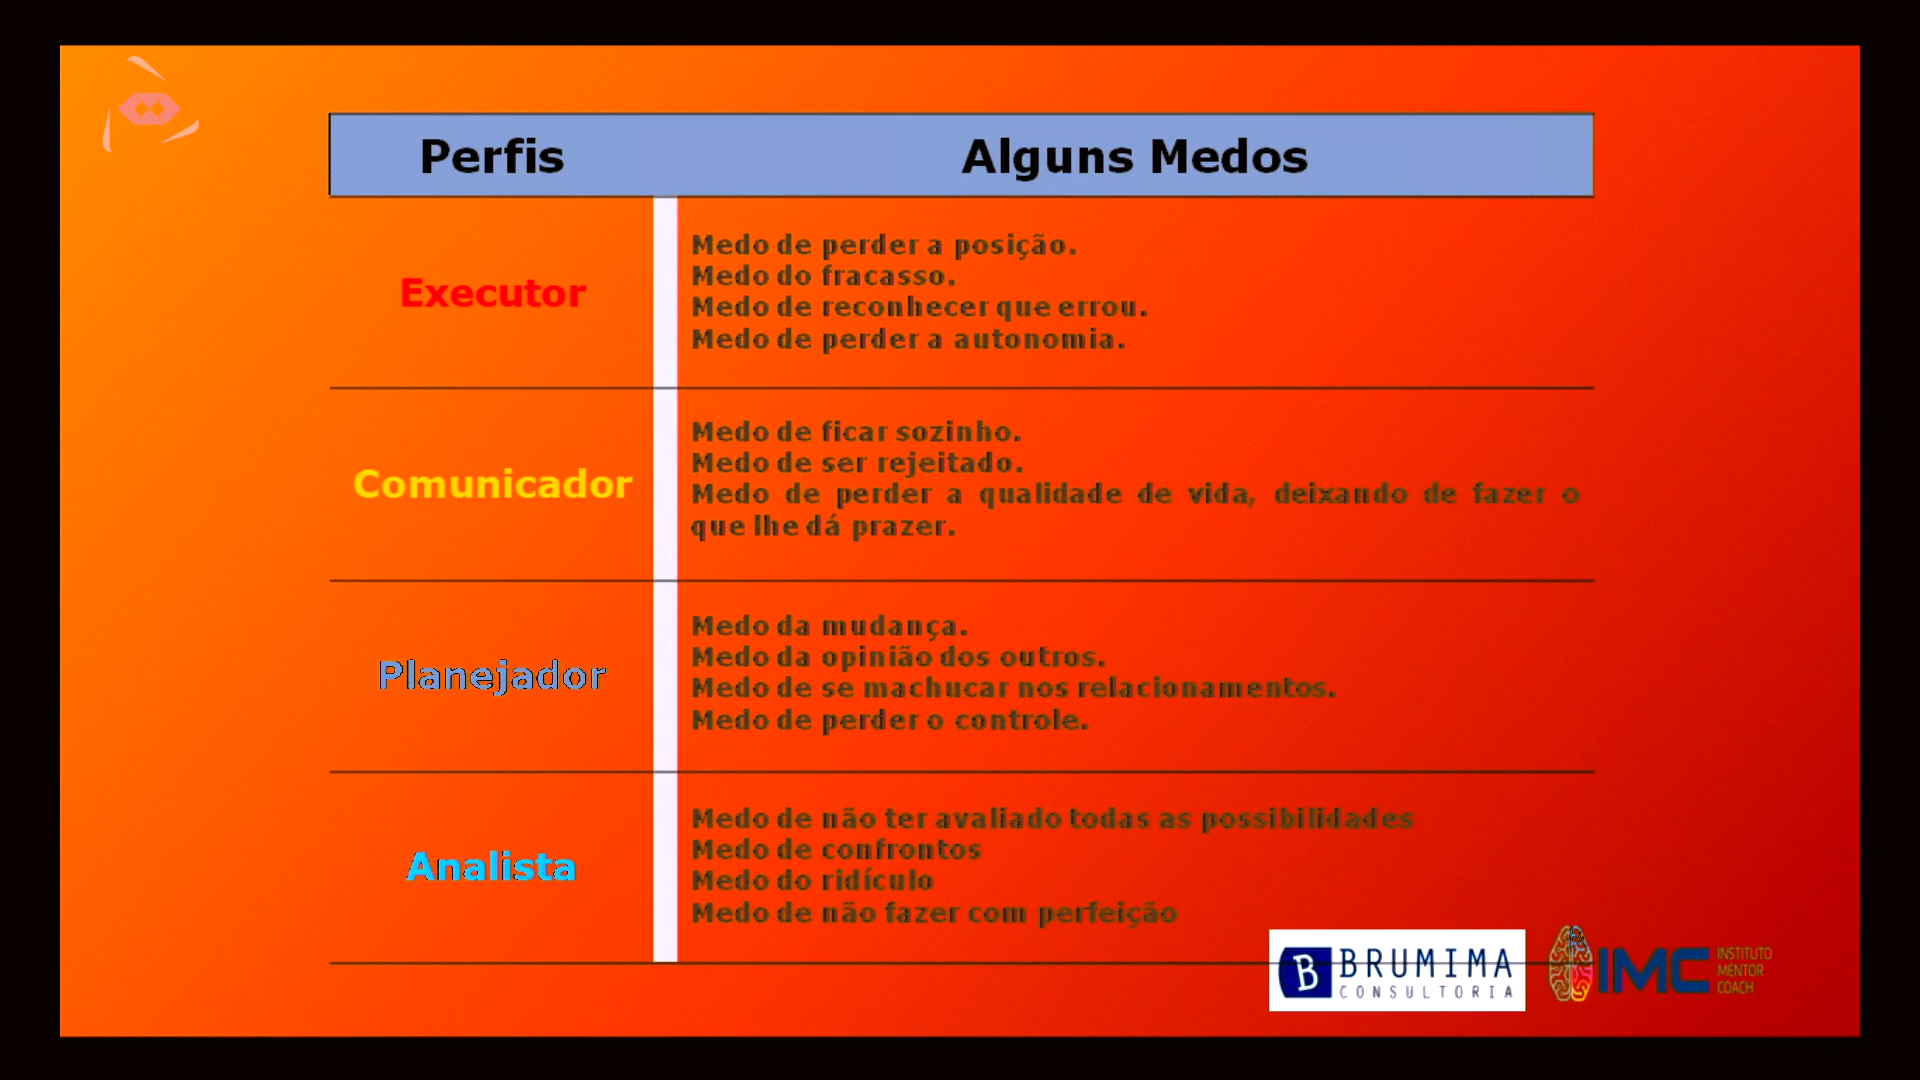 Perfis Alguns Medos
Executor
Medo de perder a posição.
Medo do fracasso.
Medo de reconhecer que errou.
Medo de perder a autonomia.
Comunicador
Medo de ficar sozinho.
Medo de ser rejeitado.
Medo de perder a qualidade de vida, deixando de fazer o
que lhe dá prazer.
Planejador
Medo da mudança.
Medo da opinião dos outros.
Medo de se machucar nos relacionamentos.
Medo de perder o controle.
Analista
Medo de não ter avaliado todas as possibilidades
Medo de confrontos
Medo do ridículo
Medo de não fazer com perfeição
B BRUMIMA
CONSULTORIA
IMC
INSTITUTO
MENTOR
COACH